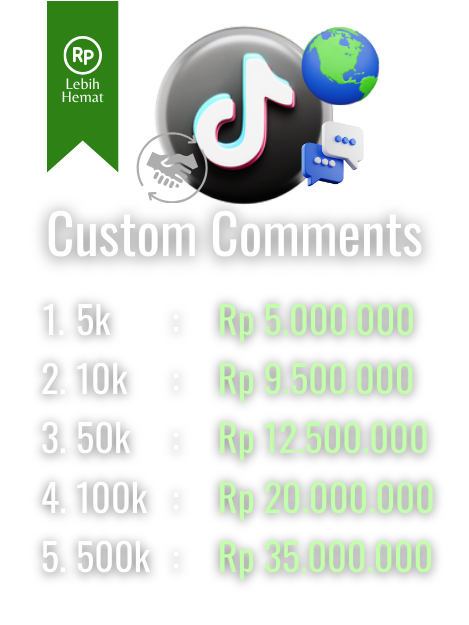 Rp
Lebih
Hemat
Custom Comments
1. 5k : Rp 5.000.000
2. 10k : Rp 9.500.000
3. 50k : Rp 12.500.000
4. 100k : Rp 20.000.000
5. 500k : Rp 35.000.000